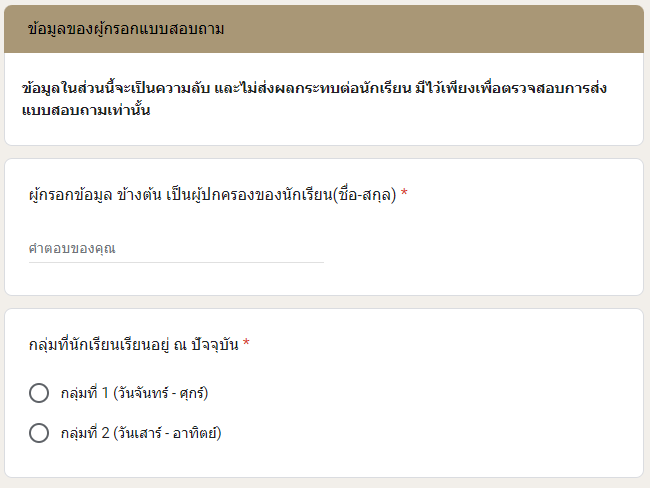 ข้อมูลของผู้กรอกแบบสอบถาม
ข้อมูลในส่วนนี้จะเป็นความลับ และไม่ส่งผลกระทบต่อนักเรียน มีไว้เพียงเพื่อตรวจสอบการส่ง
แบบสอบถามเท่านั้น
ผู้กรอกข้อมูล ข้างต้น เป็นผู้ปกครองของนักเรียน(ชื่อ-สกุล) *
คำตอบของคุณ
กลุ่มที่นักเรียนเรียนอยู่ ณ ปัจจุบัน *
กลุ่มที่ 1 (วันจันทร์ - ศุกร์)
กลุ่มที่ 2 (วันเสาร์ - อาทิตย์)